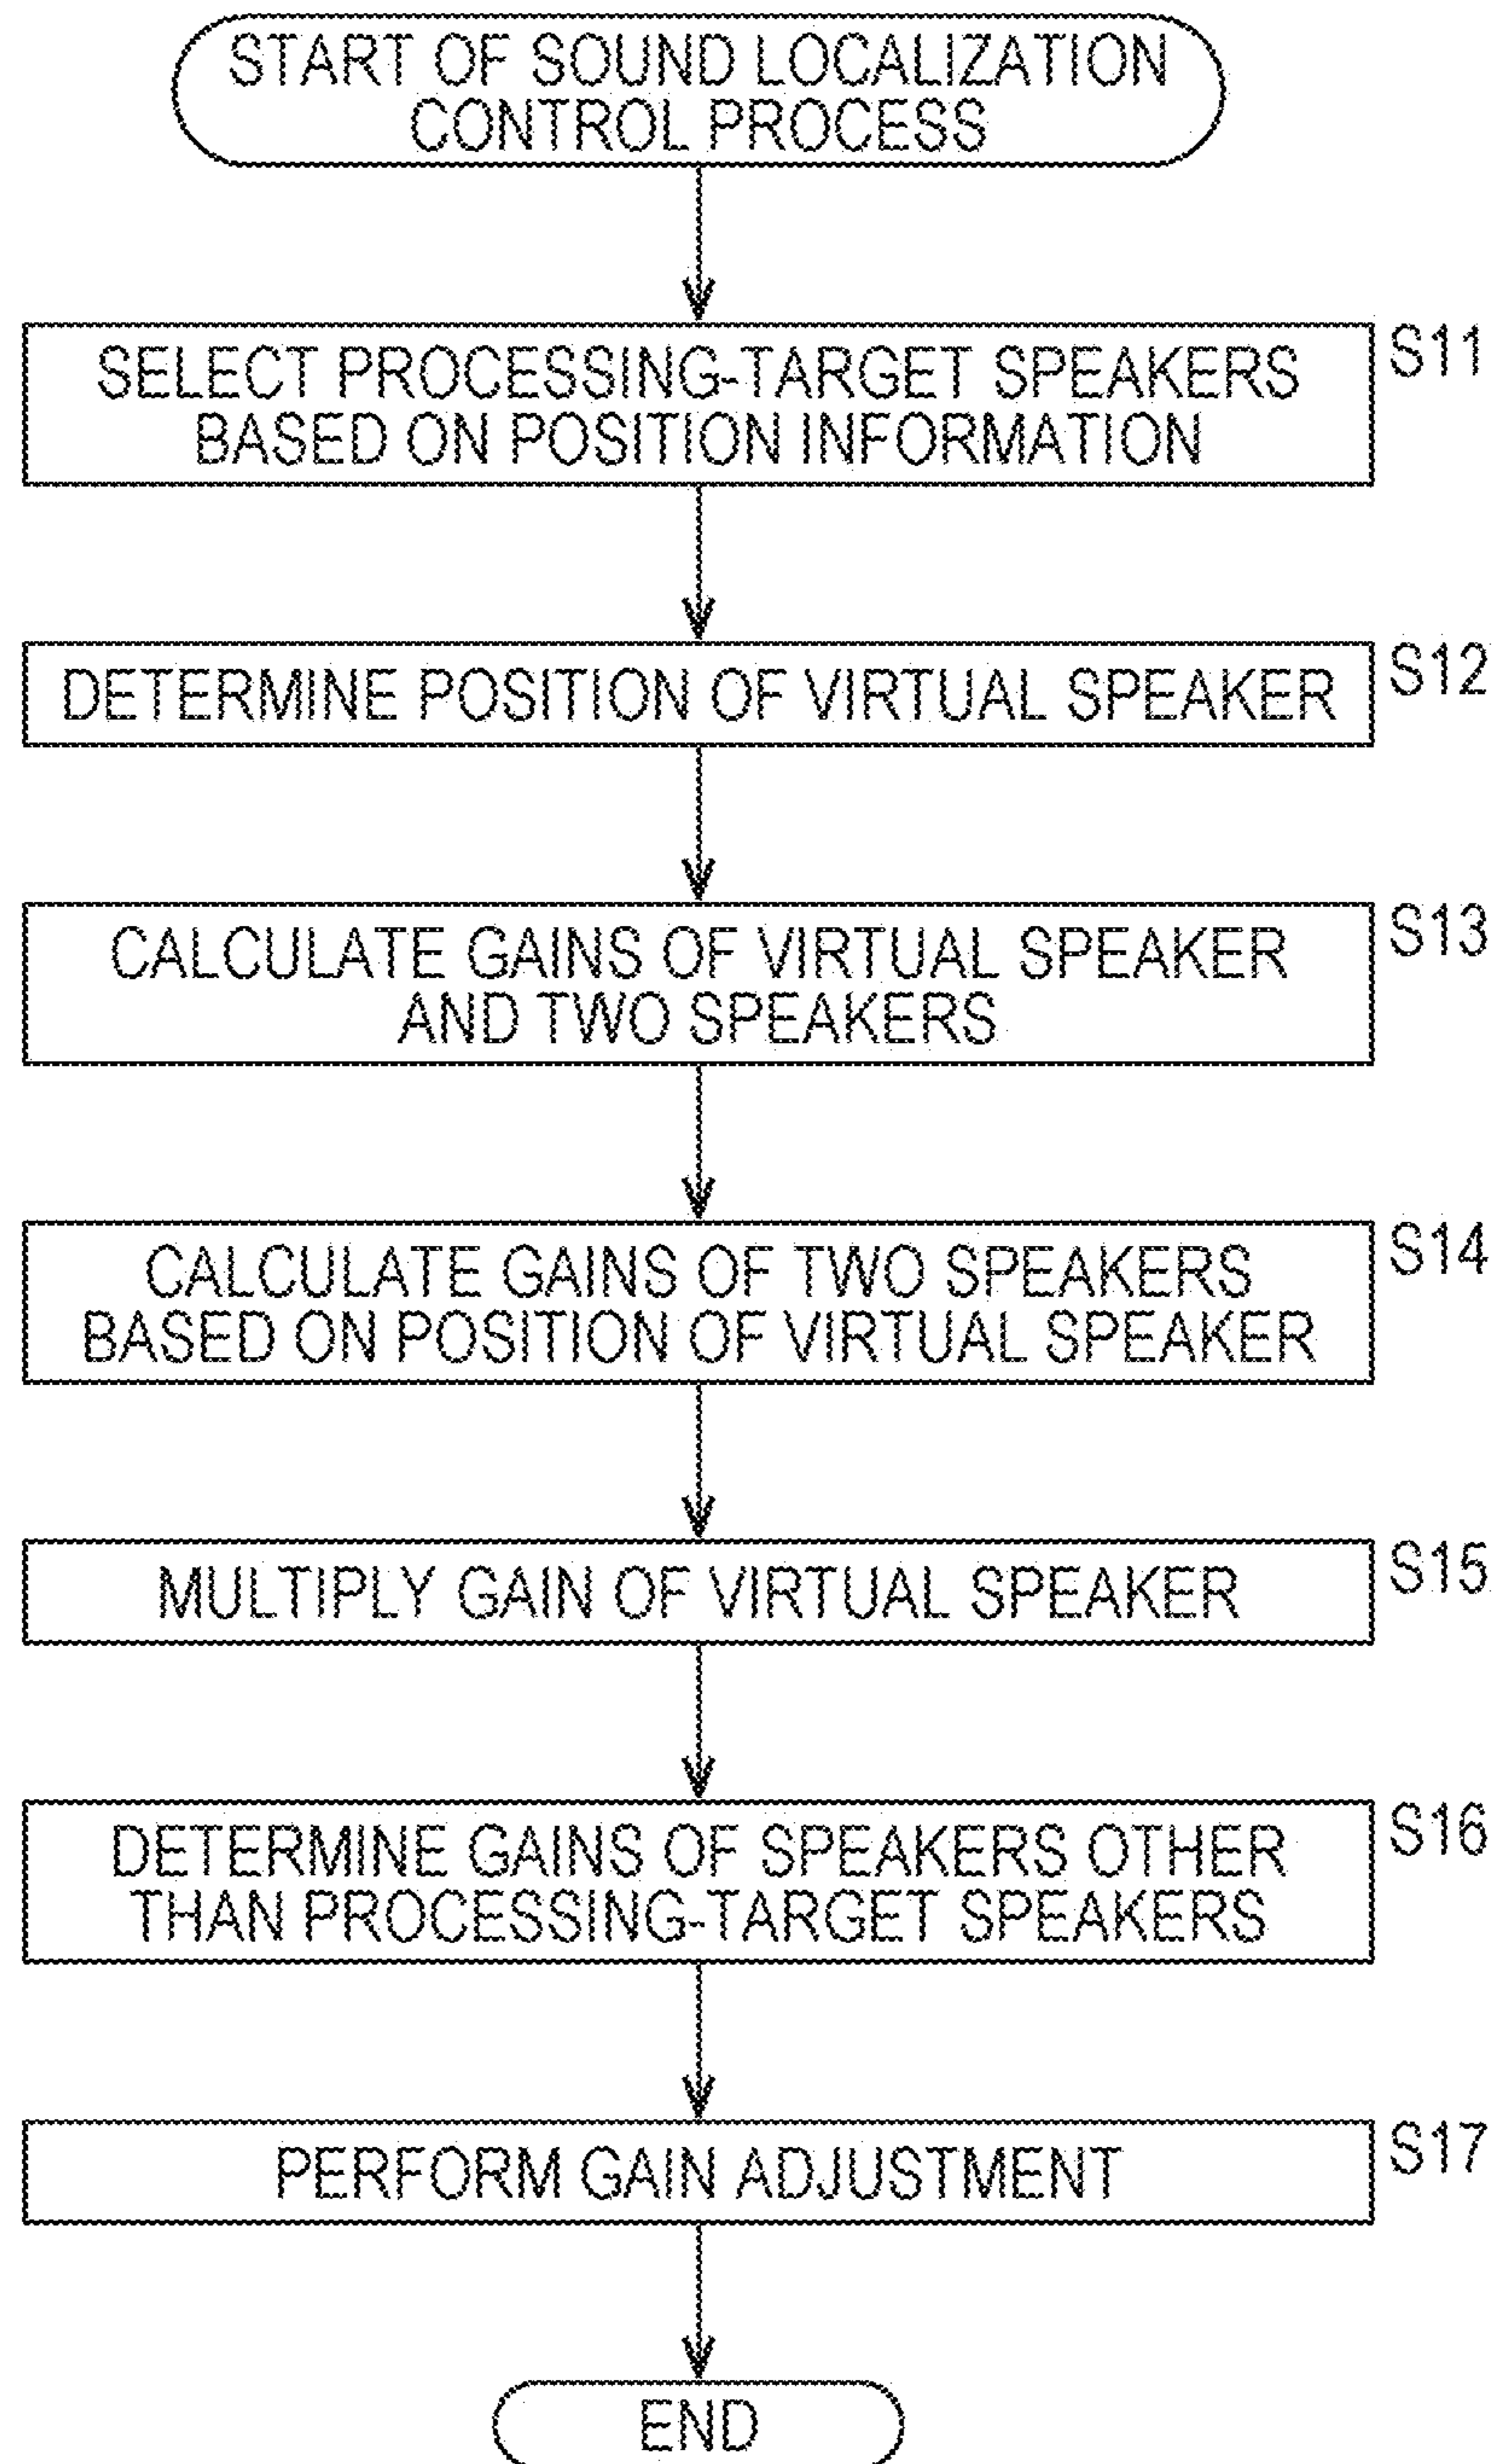 START OF SOUND LOCALIZATION
CONTROL PROCESS
SELECT PROCESSING-TARGET SPEAKERS
BASED ON POSITION INFORMATION
S11
DETERMINE POSITION OF VIRTUAL SPEAKER
S12
CALCULATE GAINS OF VIRTUAL SPEAKER
AND TWO SPEAKERS
S13
CALCULATE GAINS OF TWO SPEAKERS
BASED ON POSITION OF VIRTUAL SPEAKER
S14
MULTIPLY GAIN OF VIRTUAL SPEAKER
S15
DETERMINE GAINS OF SPEAKERS OTHER
THAN PROCESSING-TARGET SPEAKERS
S16
PERFORM GAIN ADJUSTMENT
S17
END